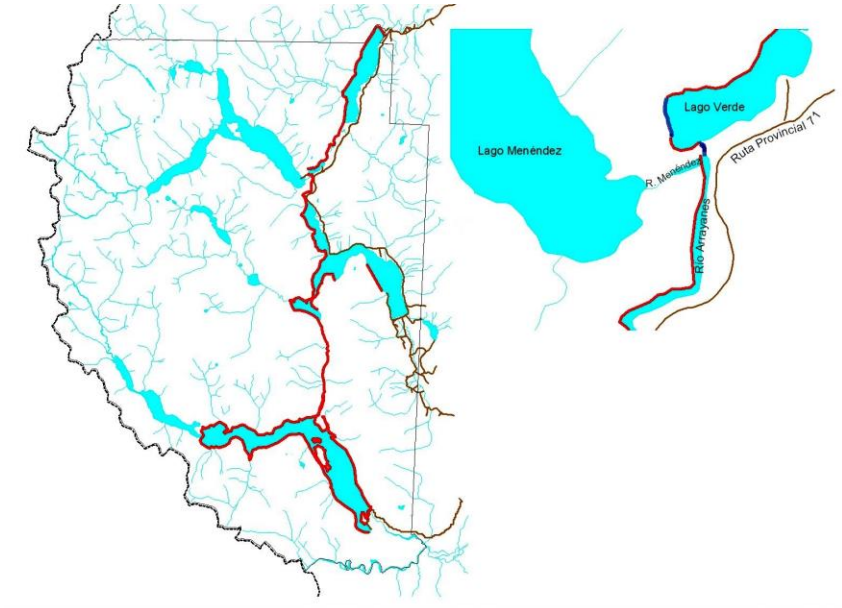 Lago Verde
Lago Menéndez
Ruta Provincial 71
R. Menéndez
Río Arrayanes